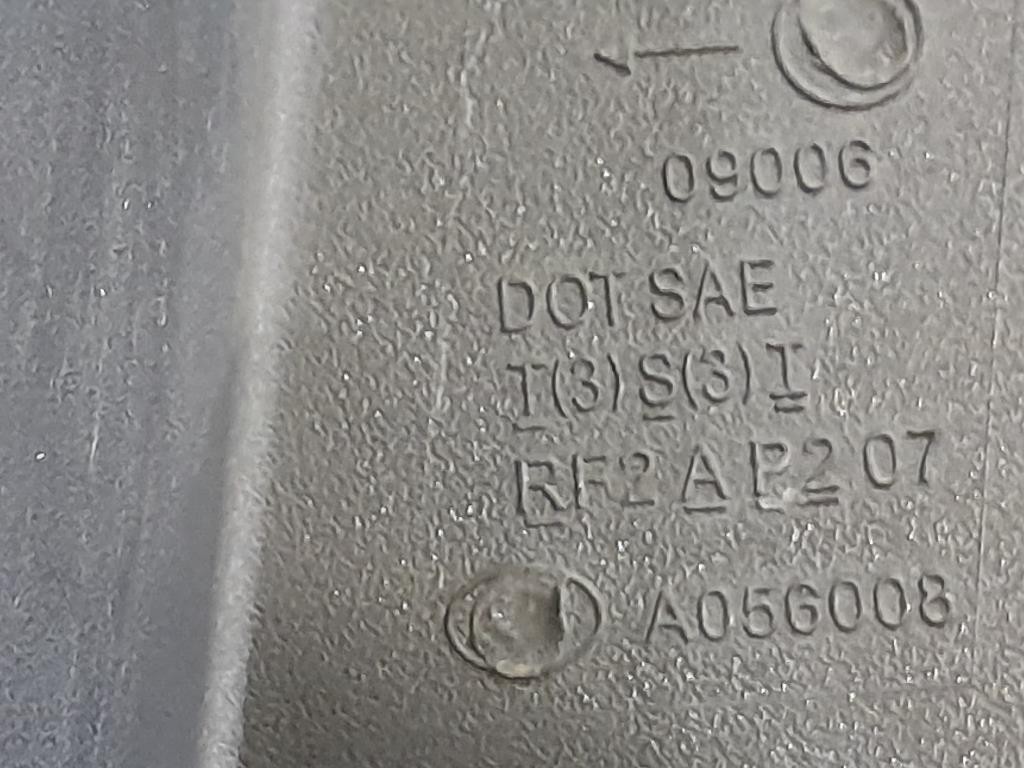 09006
DOT SAE
T(3) S(3) I
RF2 A P2 07
A056008